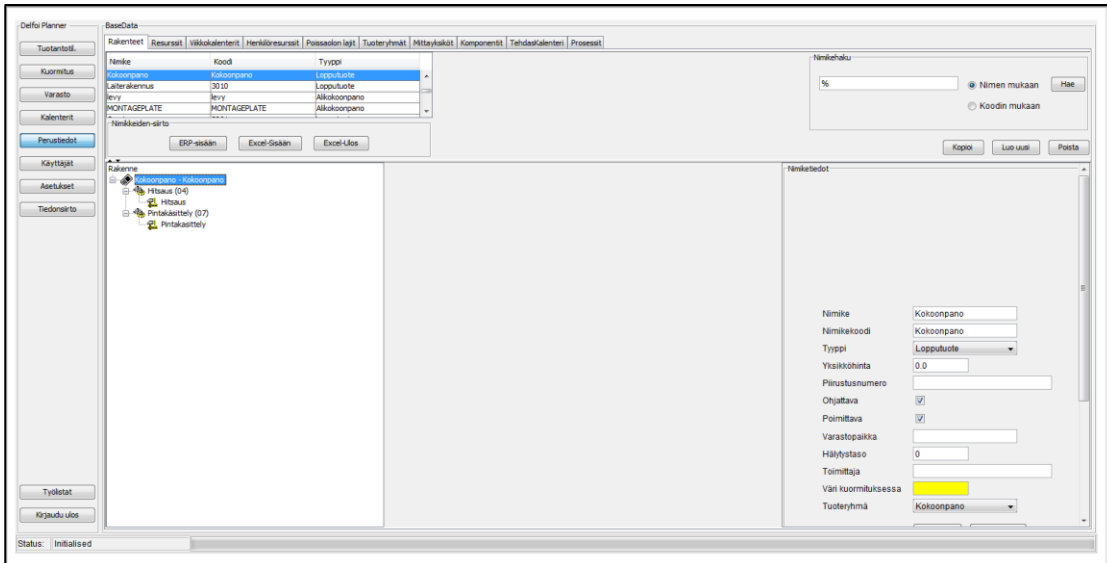 Delfoi Planner
BaseData
Tuotantotil.
Kuormitus
Varasto
Kalenterit
Perustiedot
Käyttäjät
Asetukset
Tiedonsiirto
Työlistat
Kirjaudu ulos
Rakenteet Resurssit Viikkokalenterit Henkilöresurssit Poissaolon lajit Tuoteryhmät Mittayksiköt Komponentit TehdasKalenteri Prosessit
Nimike Koodi Tyyppi
Kokoonpano Kokoonpano Lopputuote
Laiterakennus 3010 Lopputuote
levy levy Alikokoonpano
MONTAGEPLATE MONTAGEPLATE Alikokoonpano
Nimikkeiden-siirto
ERP-sisään Excel-Sisään Excel-Ulos
Nimikehaku
% Nimen mukaan Hae
Koodin mukaan
Kopioi Luo uusi Poista
Rakenne
Kokoonpano - Kokoonpano
Hitsaus (04)
Hitsaus
Pintakäsittely (07)
Pintakasittely
Nimiketiedot
Nimike Kokoonpano
Nimikekoodi Kokoonpano
Tyyppi Lopputuote
Yksikköhinta 0.0
Piirustusnumero
Ohjattava
Poimittava
Varastopaikka
Hälytystaso 0
Toimittaja
Väri kuormituksessa
Tuoteryhmä Kokoonpano
Status: Initialised